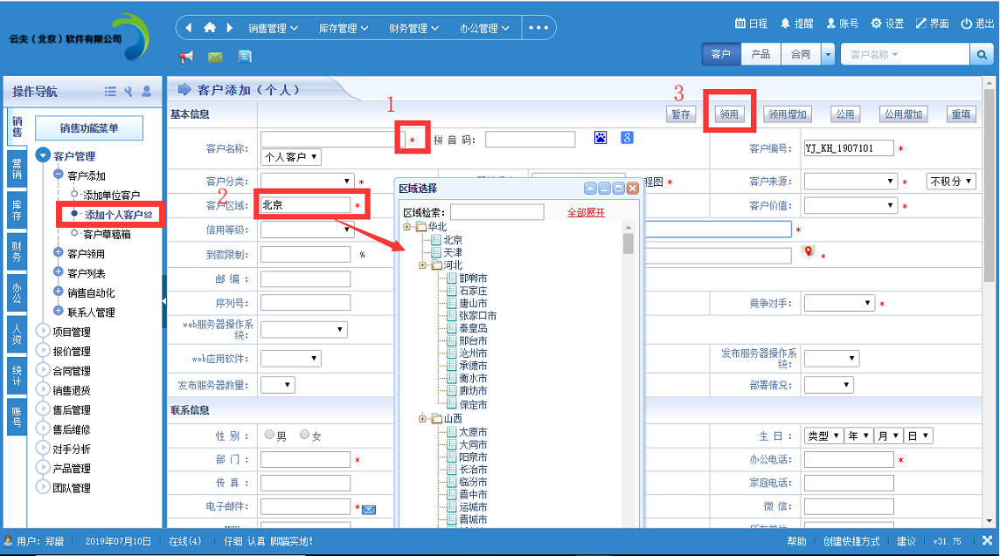 云尖（北京）软件有限公司
销售管理 库存管理 财务管理 办公管理 •••
日程 提醒 账号 设置 界面 退出
客户 产品 合同 客户名称
操作导航
客户添加（个人）
1
3
基本信息
暂存 领用 领用增加 公用 公用增加 重填
销售
营销
库存
财务
办公
人资
统计
账号
销售功能菜单
客户管理
客户添加
添加单位客户
添加个人客户
客户草稿箱
客户领用
客户列表
销售自动化
联系人管理
项目管理
报价管理
合同管理
销售退货
售后管理
售后维修
对手分析
产品管理
团队管理
客户名称: * 拼 音 码: 客户编号: YJ_KH_1907101 *
个人客户
客户分类: * 程图 * 客户来源: * 不积分
2
客户区域: 北京 * 客户价值: *
信用等级: *
到款限制: % *
邮 编 :
序列号: 竞争对手: *
web服务器操作系统:
web应用软件: 发布服务器操作系统:
发布服务器数量: 部署情况:
联系信息
性 别 : 男 女 生 日 : 类型 年 月 日
部 门 : * 办公电话: *
传 真 : 家庭电话:
电子邮件: * 微 信:
区域选择
区域检索: 全部展开
华北
北京
天津
河北
邯郸市
石家庄
唐山市
张家口市
秦皇岛
邢台市
沧州市
承德市
衡水市
廊坊市
保定市
山西
太原市
大同市
阳泉市
长治市
临汾市
晋中市
运城市
晋城市
用户: 郑蘩 2019年07月10日 在线(4) 仔细 认真 脚踏实地! 帮助 创建快捷方式 建议 v31.75